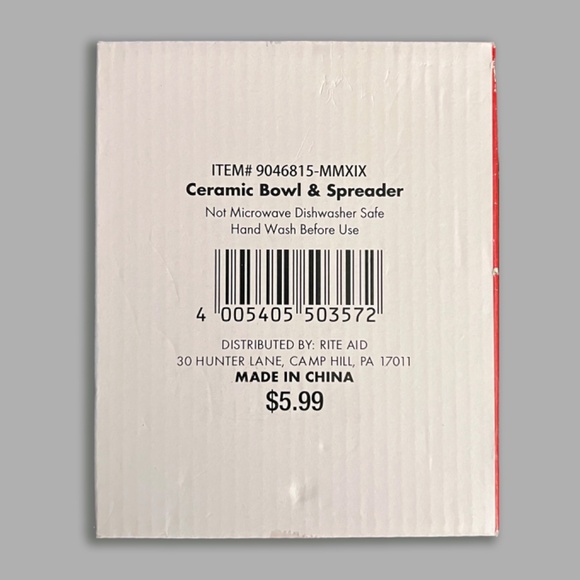 ITEM# 9046815-MMXIX
Ceramic Bowl & Spreader
Not Microwave Dishwasher Safe
Hand Wash Before Use
4 005405 503572
DISTRIBUTED BY: RITE AID
30 HUNTER LANE, CAMP HILL, PA 17011
MADE IN CHINA
$5.99